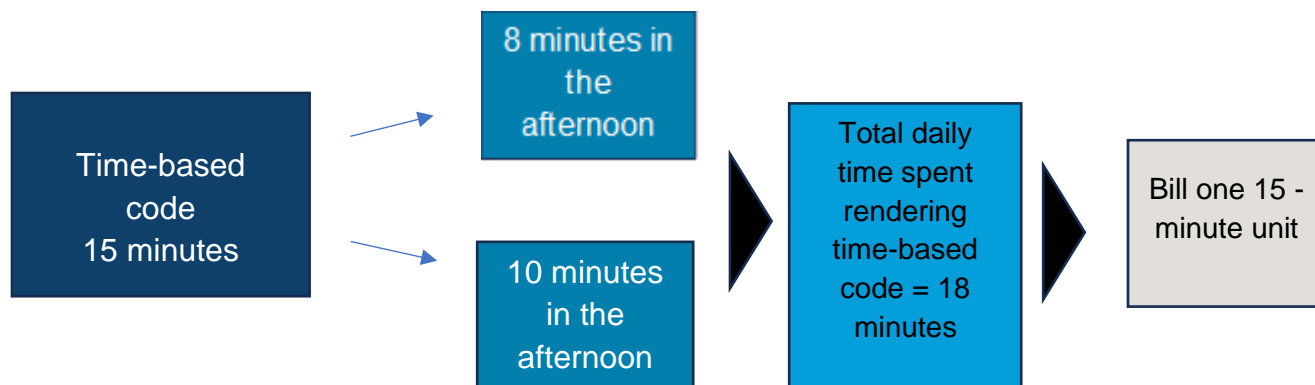 Time-based
code
15 minutes
8 minutes in
the
afternoon
10 minutes
in the
afternoon
Total daily
time spent
rendering
time-based
code = 18
minutes
Bill one 15 -
minute unit